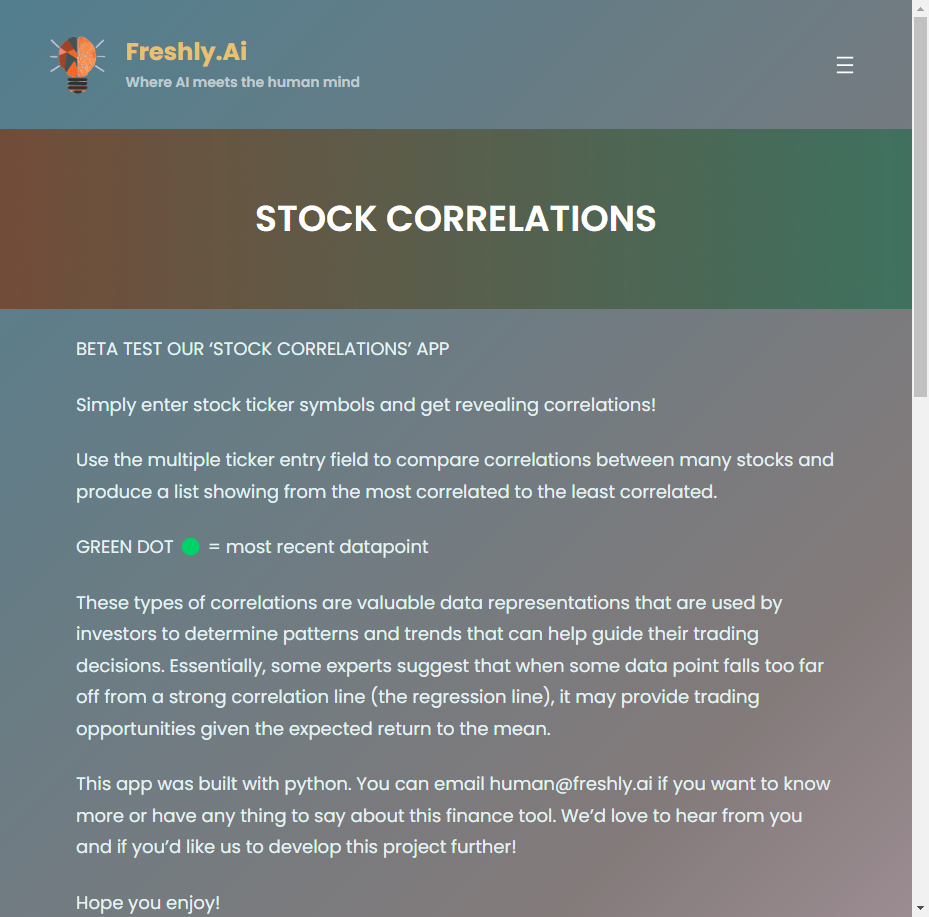 Freshly.Ai
Where AI meets the human mind
STOCK CORRELATIONS
BETA TEST OUR ‘STOCK CORRELATIONS’ APP
Simply enter stock ticker symbols and get revealing correlations!
Use the multiple ticker entry field to compare correlations between many stocks and
produce a list showing from the most correlated to the least correlated.
GREEN DOT = most recent datapoint
These types of correlations are valuable data representations that are used by
investors to determine patterns and trends that can help guide their trading
decisions. Essentially, some experts suggest that when some data point falls too far
off from a strong correlation line (the regression line), it may provide trading
opportunities given the expected return to the mean.
This app was built with python. You can email human@freshly.ai if you want to know
more or have any thing to say about this finance tool. We’d love to hear from you
and if you’d like us to develop this project further!
Hope you enjoy!